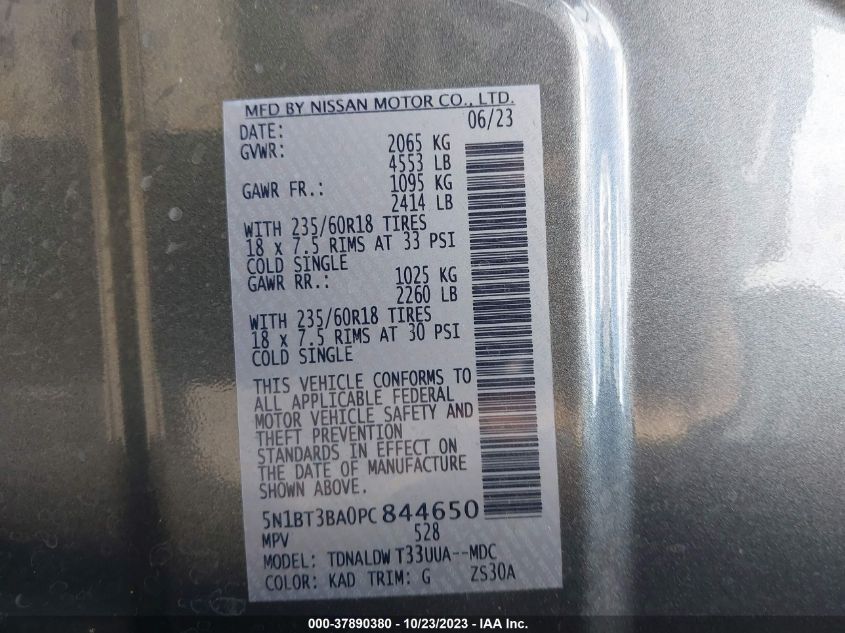 MFD BY NISSAN MOTOR CO., LTD.
DATE: 06/23
GVWR: 2065 KG
4553 LB
GAWR FR.: 1095 KG
2414 LB
WITH 235/60R18 TIRES
18 x 7.5 RIMS AT 33 PSI
COLD SINGLE
GAWR RR.: 1025 KG
2260 LB
WITH 235/60R18 TIRES
18 x 7.5 RIMS AT 30 PSI
COLD SINGLE
THIS VEHICLE CONFORMS TO
ALL APPLICABLE FEDERAL
MOTOR VEHICLE SAFETY AND
THEFT PREVENTION
STANDARDS IN EFFECT ON
THE DATE OF MANUFACTURE
SHOWN ABOVE.
5N1BT3BA0PC844650
MPV 528
MODEL: TDNALDW T33UUA--MDC
COLOR: KAD TRIM: G ZS30A
000-37890380 - 10/23/2023 - IAA Inc.